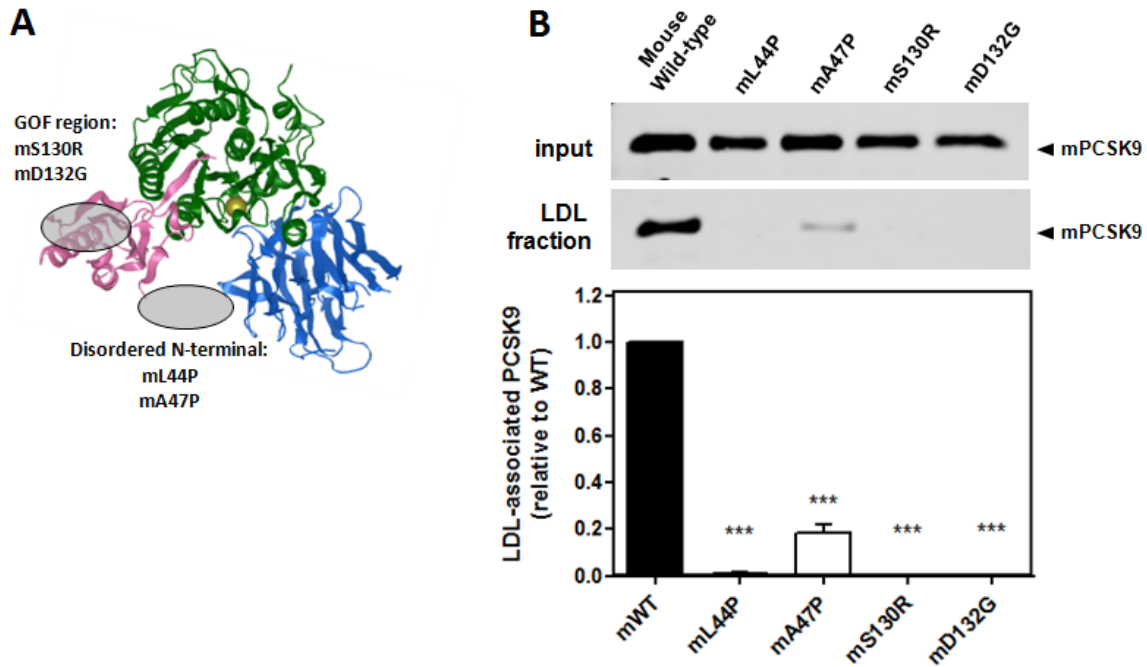 A
GOF region:
mS130R
mD132G
Disordered N-terminal:
mL44P
mA47P
B
Mouse
Wild-type
mL44P
mA47P
mS130R
mD132G
input
◄ mPCSK9
LDL
fraction
◄ mPCSK9
LDL-associated PCSK9
(relative to WT)
1.2
1.0
0.8
0.6
0.4
0.2
0.0
***
***
***
***
mWT
mL44P
mA47P
mS130R
mD132G